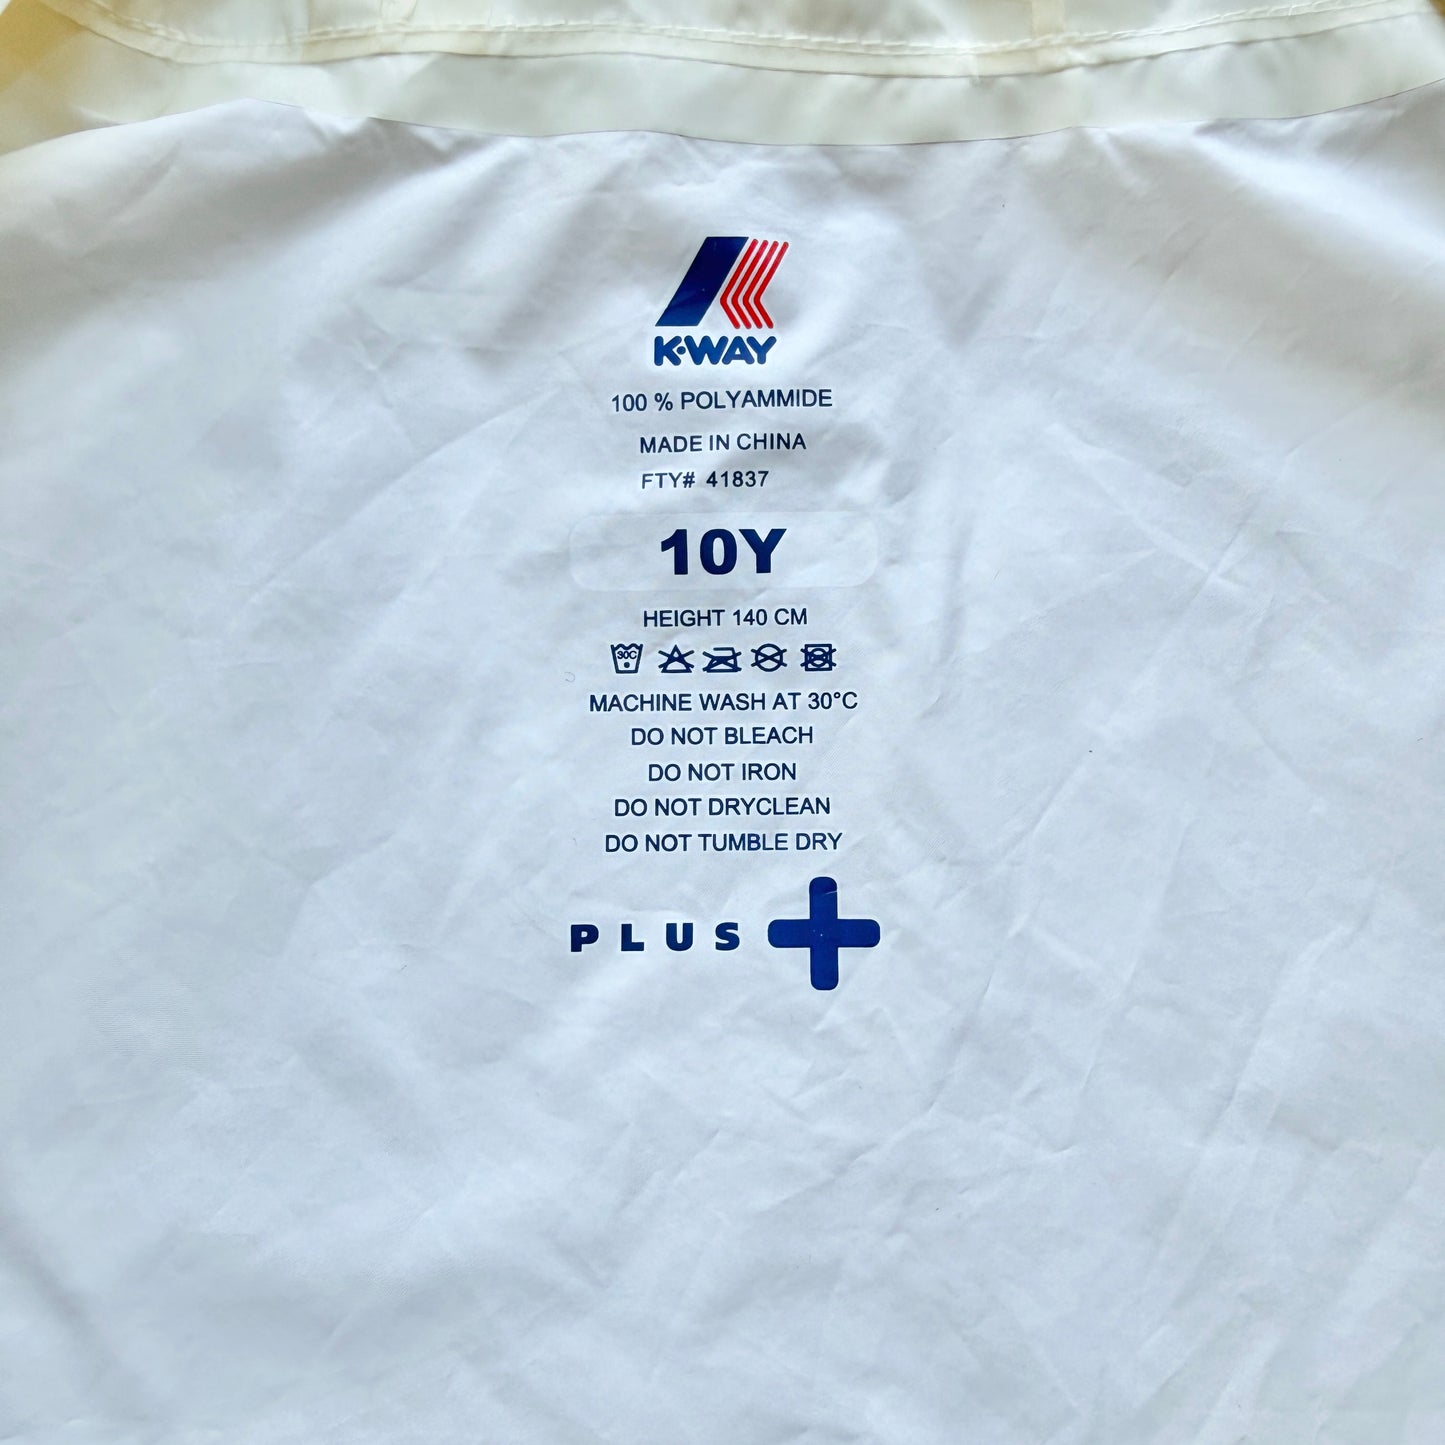 K·WAY
100 % POLYAMMIDE
MADE IN CHINA
FTY# 41837
10Y
HEIGHT 140 CM
30C
MACHINE WASH AT 30°C
DO NOT BLEACH
DO NOT IRON
DO NOT DRYCLEAN
DO NOT TUMBLE DRY
PLUS